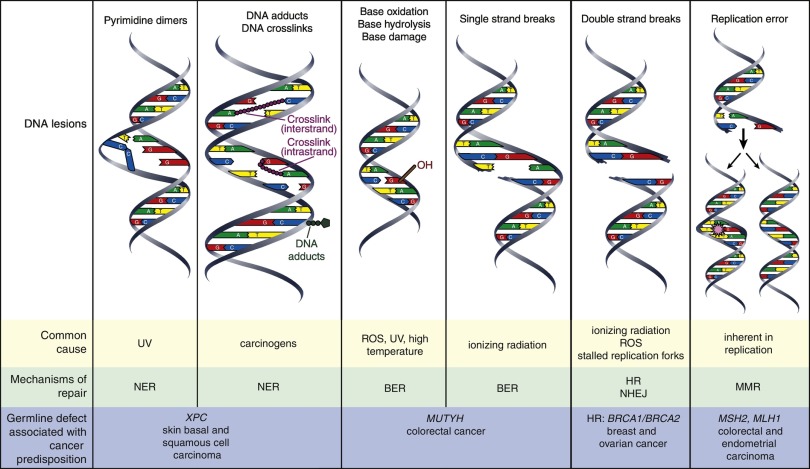 Pyrimidine dimers
DNA adducts
DNA crosslinks
Base oxidation
Base hydrolysis
Base damage
Single strand breaks
Double strand breaks
Replication error
DNA lesions
Crosslink
(interstrand)
Crosslink
(intrastrand)
DNA
adducts
OH
Common
cause
UV
carcinogens
ROS, UV, high
temperature
ionizing radiation
ionizing radiation
ROS
stalled replication forks
inherent in
replication
Mechanisms of
repair
NER
NER
BER
BER
HR
NHEJ
MMR
Germline defect
associated with
cancer
predisposition
XPC
skin basal and
squamous cell
carcinoma
MUTYH
colorectal cancer
HR: BRCA1/BRCA2
breast and
ovarian cancer
MSH2, MLH1
colorectal and
endometrial
carcinoma